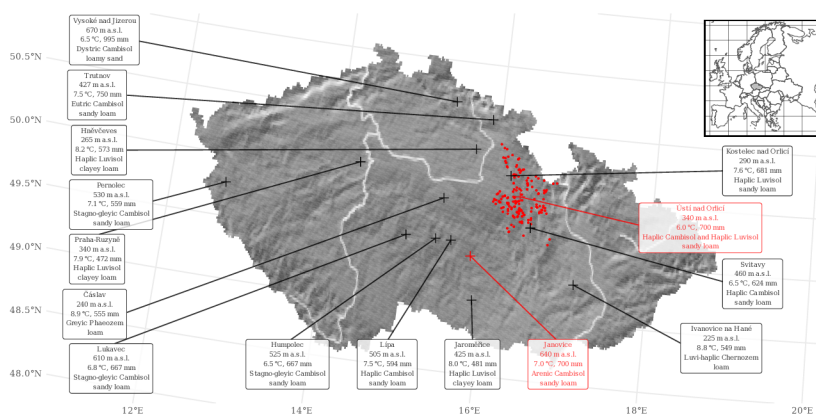 Vysoké nad Jizerou
670 m a.s.l.
6.5 °C, 995 mm
Dystric Cambisol
loamy sand
50.5°N
Trutnov
427 m a.s.l.
7.5 °C, 750 mm
Eutric Cambisol
sandy loam
50.0°N
Hněvčeves
265 m a.s.l.
8.2 °C, 573 mm
Haplic Luvisol
clayey loam
Kostelec nad Orlicí
290 m a.s.l.
7.6 °C, 681 mm
Haplic Luvisol
sandy loam
49.5°N
Pernolec
530 m a.s.l.
7.1 °C, 559 mm
Stagno-gleyic Cambisol
sandy loam
Ústí nad Orlicí
340 m a.s.l.
6.0 °C, 700 mm
Haplic Cambisol and Haplic Luvisol
sandy loam
49.0°N
Praha-Ruzyně
340 m a.s.l.
7.9 °C, 472 mm
Haplic Luvisol
clayey loam
Svitavy
460 m a.s.l.
6.5 °C, 624 mm
Haplic Cambisol
sandy loam
48.5°N
Čáslav
240 m a.s.l.
8.9 °C, 555 mm
Greyic Phaeozem
loam
Ivanovice na Hané
225 m a.s.l.
8.8 °C, 549 mm
Luvi-haplic Chernozem
loam
48.0°N
Lukavec
610 m a.s.l.
6.8 °C, 667 mm
Stagno-gleyic Cambisol
sandy loam
Humpolec
525 m a.s.l.
6.5 °C, 667 mm
Stagno-gleyic Cambisol
sandy loam
Lípa
505 m a.s.l.
7.5 °C, 594 mm
Haplic Cambisol
sandy loam
Jaroměřice
425 m a.s.l.
8.0 °C, 481 mm
Haplic Luvisol
clayey loam
Janovice
640 m a.s.l.
7.0 °C, 700 mm
Arenic Cambisol
sandy loam
12°E
14°E
16°E
18°E
20°E